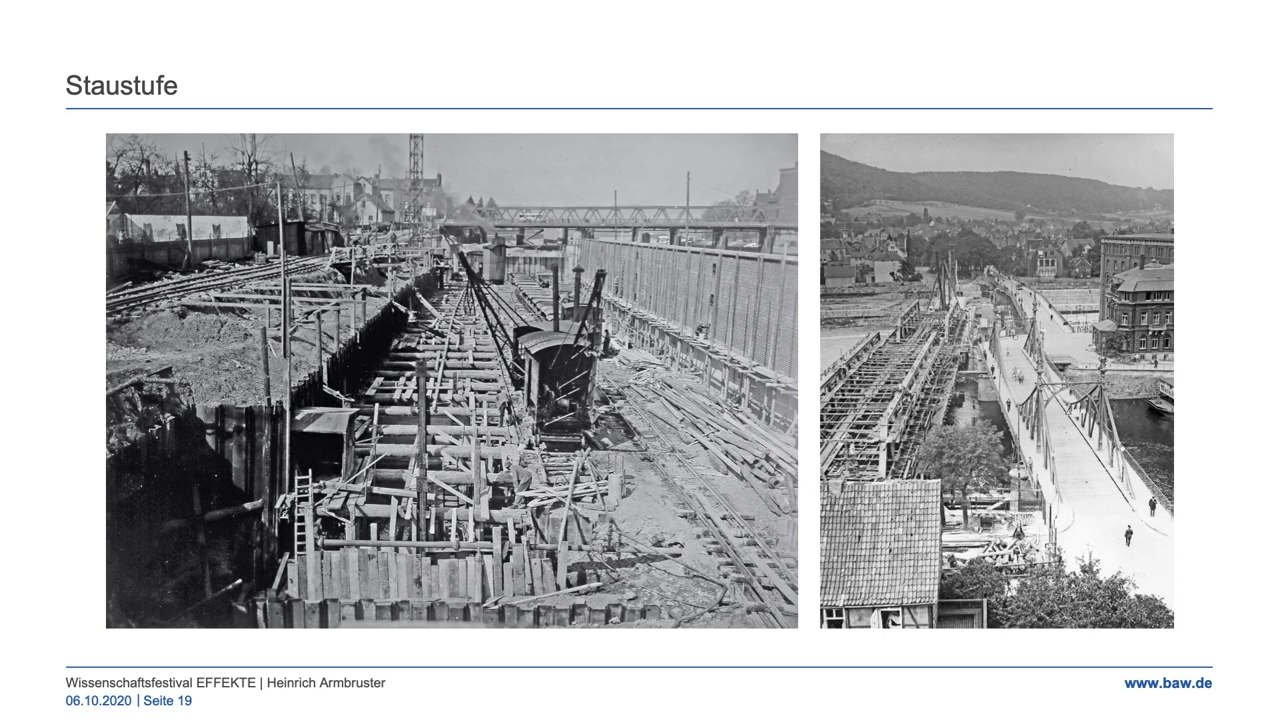 Staustufe
Wissenschaftsfestival EFFEKTE | Heinrich Armbruster
www.baw.de
06.10.2020 | Seite 19